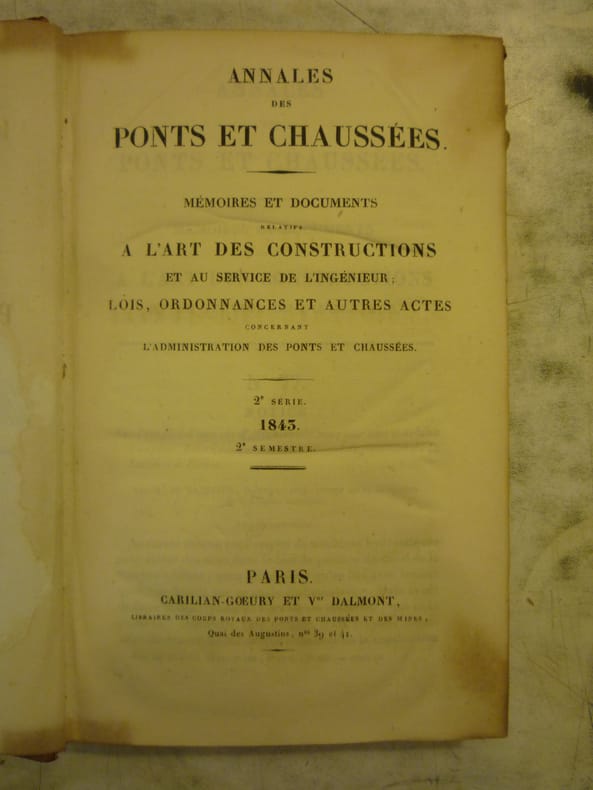 ANNALES
DES
PONTS ET CHAUSSÉES.
MÉMOIRES ET DOCUMENTS
RELATIFS
A L'ART DES CONSTRUCTIONS
ET AU SERVICE DE L'INGÉNIEUR;
LOIS, ORDONNANCES ET AUTRES ACTES
CONCERNANT
L'ADMINISTRATION DES PONTS ET CHAUSSÉES.
2e SÉRIE.
1843.
2e SEMESTRE.
PARIS.
CARILIAN-GŒURY ET Vor DALMONT,
LIBRAIRES DES CORPS ROYAUX DES PONTS ET CHAUSSÉES ET DES MINES,
Quai des Augustins, nos 39 et 41.